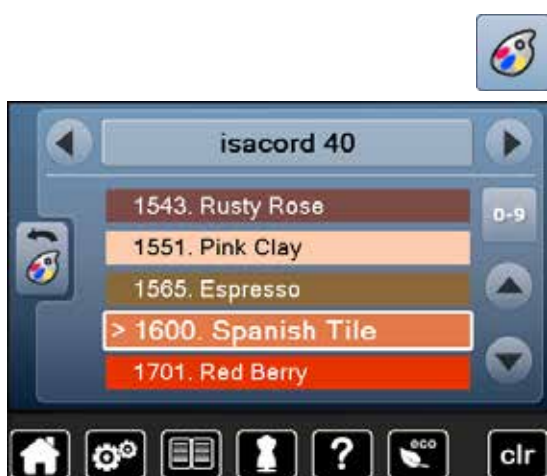 isacord 40
1543. Rusty Rose
0-9
1551. Pink Clay
1565. Espresso
> 1600. Spanish Tile
1701. Red Berry
? eco clr